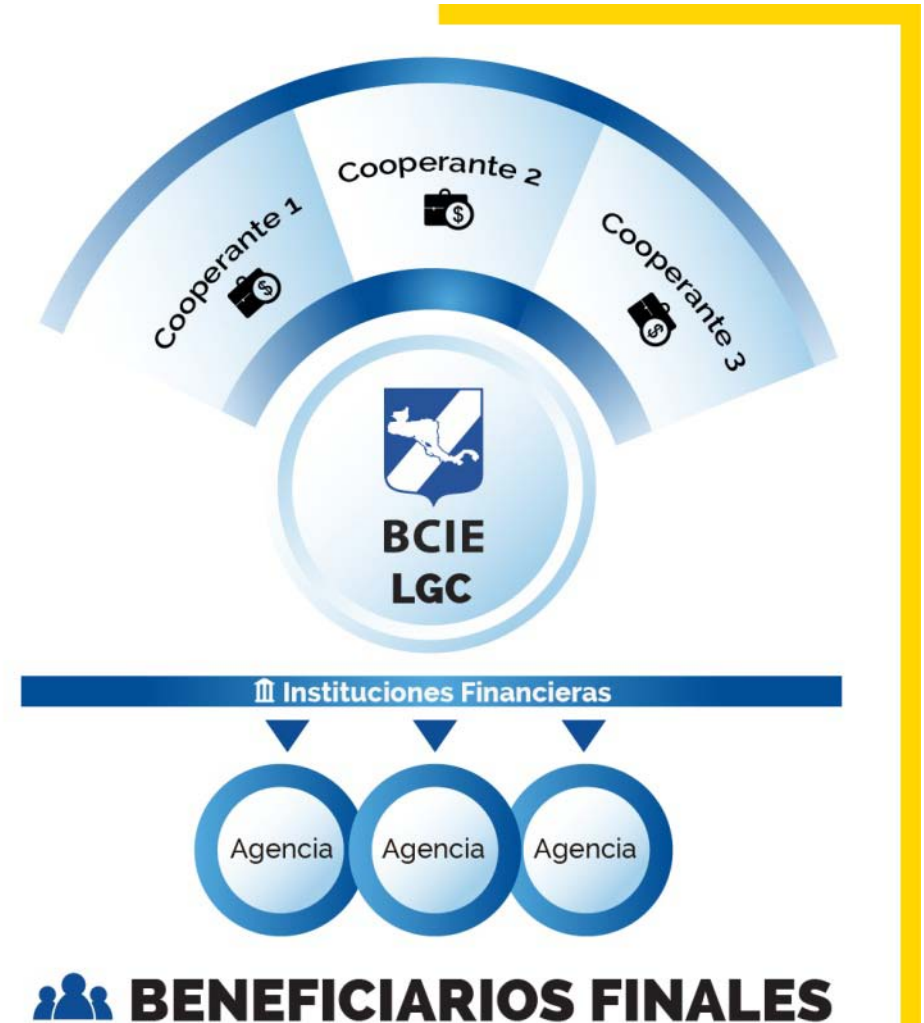 Cooperante 1
Cooperante 2
Cooperante 3
$
$
$
BCIE
LGC
Instituciones Financieras
Agencia
Agencia
Agencia
BENEFICIARIOS FINALES